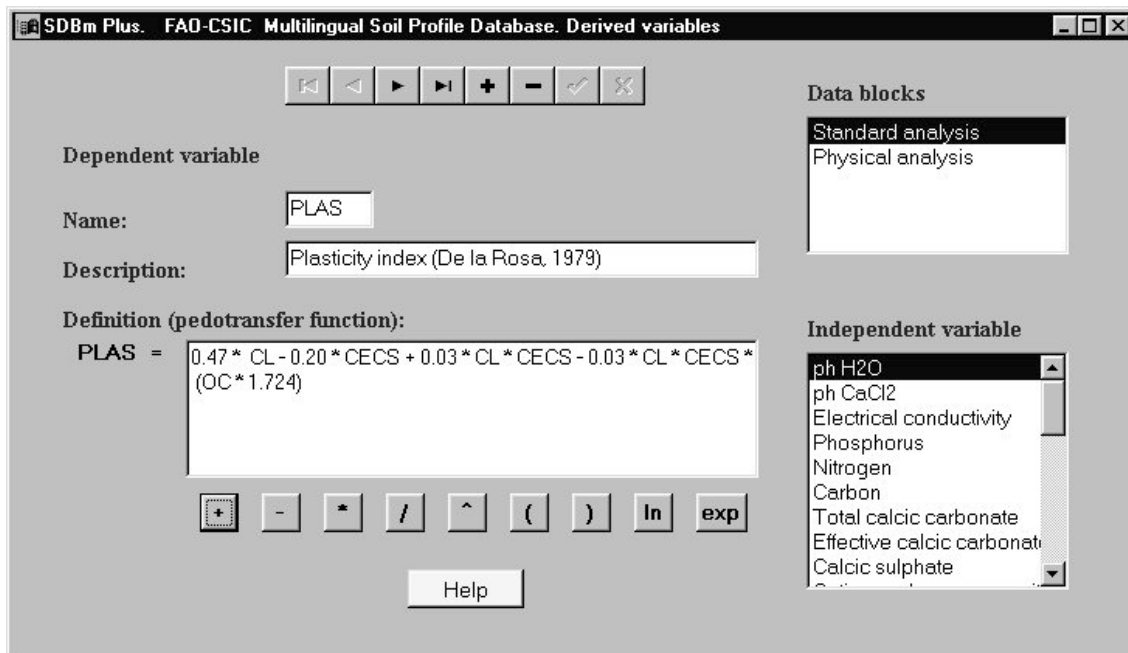 SDBm Plus. FAO-CSIC Multilingual Soil Profile Database. Derived variables
Data blocks
Standard analysis
Physical analysis
Dependent variable
Name:
PLAS
Description:
Plasticity index (De la Rosa, 1979)
Definition (pedotransfer function):
PLAS =
0.47 * CL - 0.20 * CECS + 0.03 * CL * CECS - 0.03 * CL * CECS *
(OC * 1.724)
+ - * / ^ ( ) ln exp
Help
Independent variable
ph H2O
ph CaCl2
Electrical conductivity
Phosphorus
Nitrogen
Carbon
Total calcic carbonate
Effective calcic carbonate
Calcic sulphate